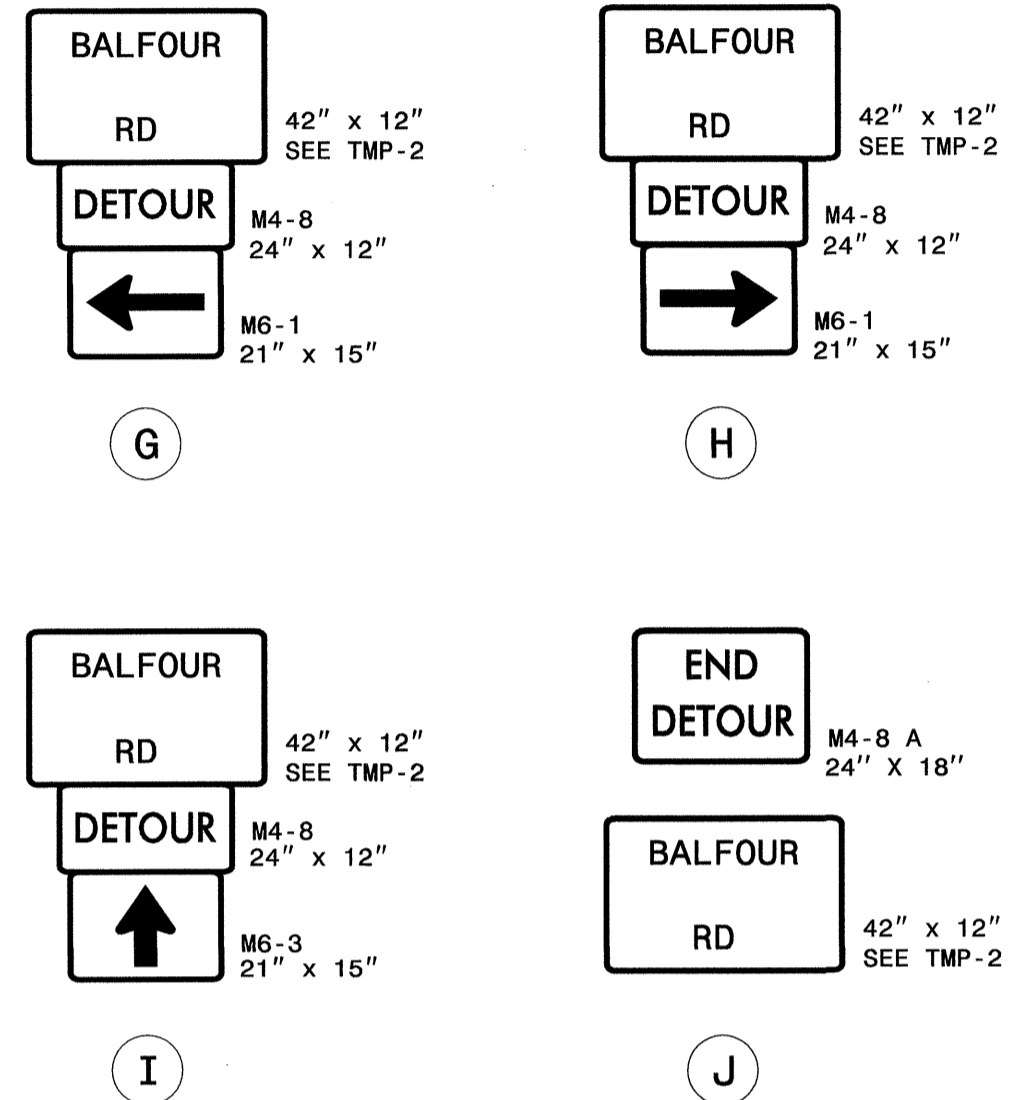 BALFOUR
RD
42" x 12"
SEE TMP-2
DETOUR
M4-8
24" x 12"
M6-1
21" x 15"
G
BALFOUR
RD
42" x 12"
SEE TMP-2
DETOUR
M4-8
24" x 12"
M6-1
21" x 15"
H
BALFOUR
RD
42" x 12"
SEE TMP-2
DETOUR
M4-8
24" x 12"
M6-3
21" x 15"
I
END
DETOUR
M4-8 A
24" X 18"
BALFOUR
RD
42" x 12"
SEE TMP-2
J